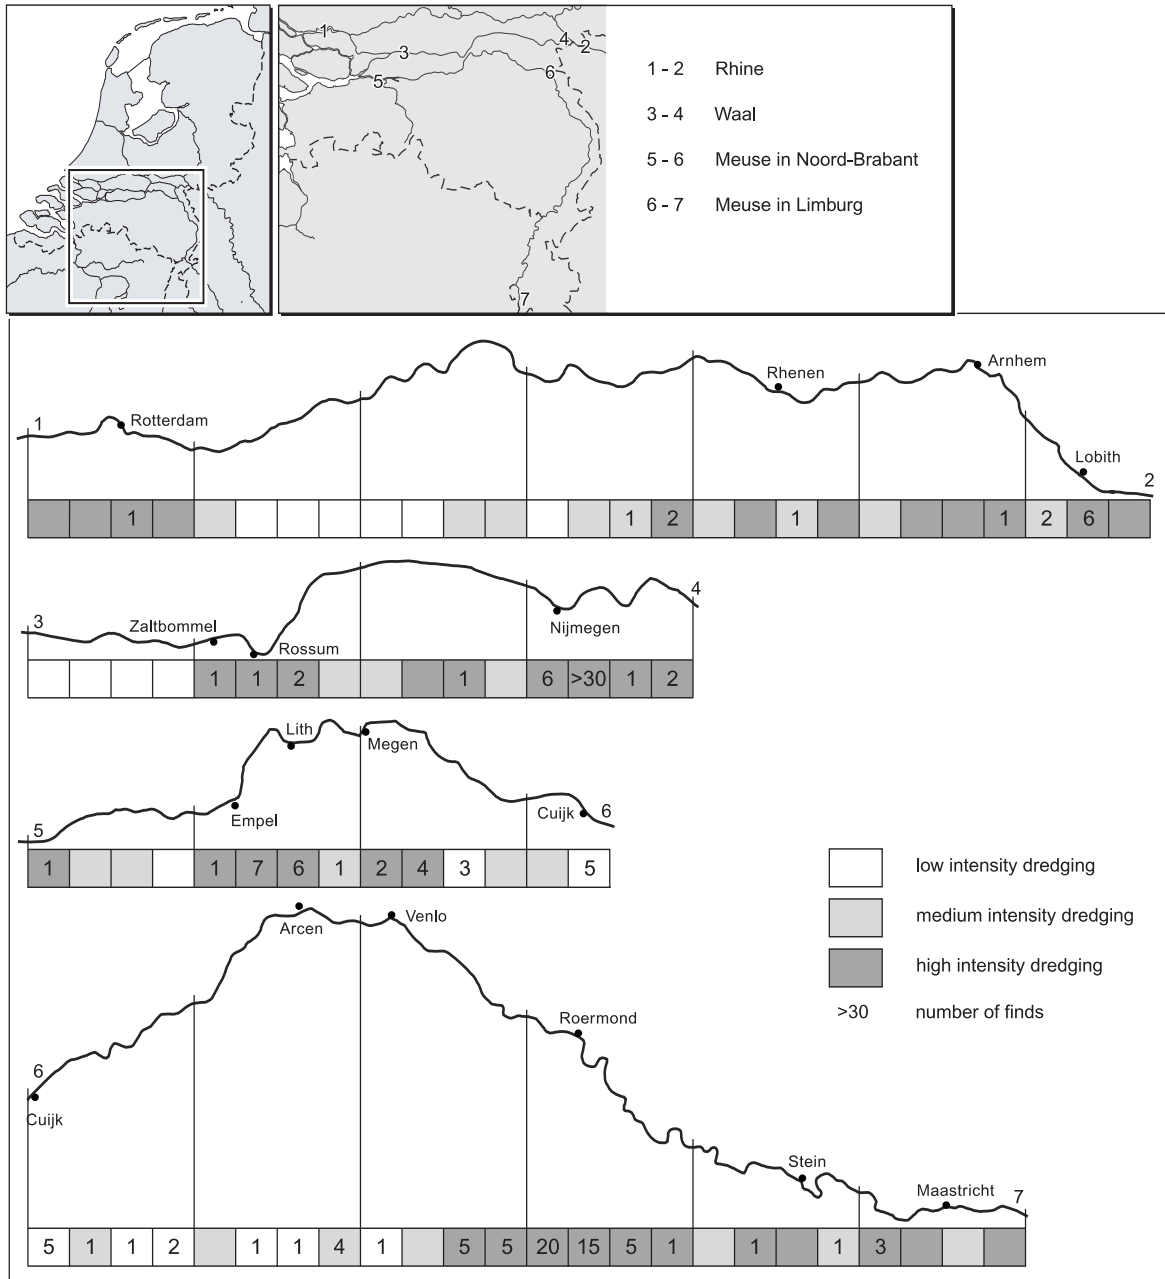 1
3
4
2
5
6
7
1 - 2 Rhine
3 - 4 Waal
5 - 6 Meuse in Noord-Brabant
6 - 7 Meuse in Limburg
1
Rotterdam
Rhenen
Arnhem
Lobith
2
1 1 2 1 1 2 6
3
Zaltbommel
Rossum
Nijmegen
4
1 1 2 1 6 >30 1 2
5
Empel
Lith
Megen
Cuijk
6
1 1 7 6 1 2 4 3 5
low intensity dredging
medium intensity dredging
high intensity dredging
>30 number of finds
6
Cuijk
Arcen
Venlo
Roermond
Stein
Maastricht
7
5 1 1 2 1 1 4 1 5 5 20 15 5 1 1 1 3